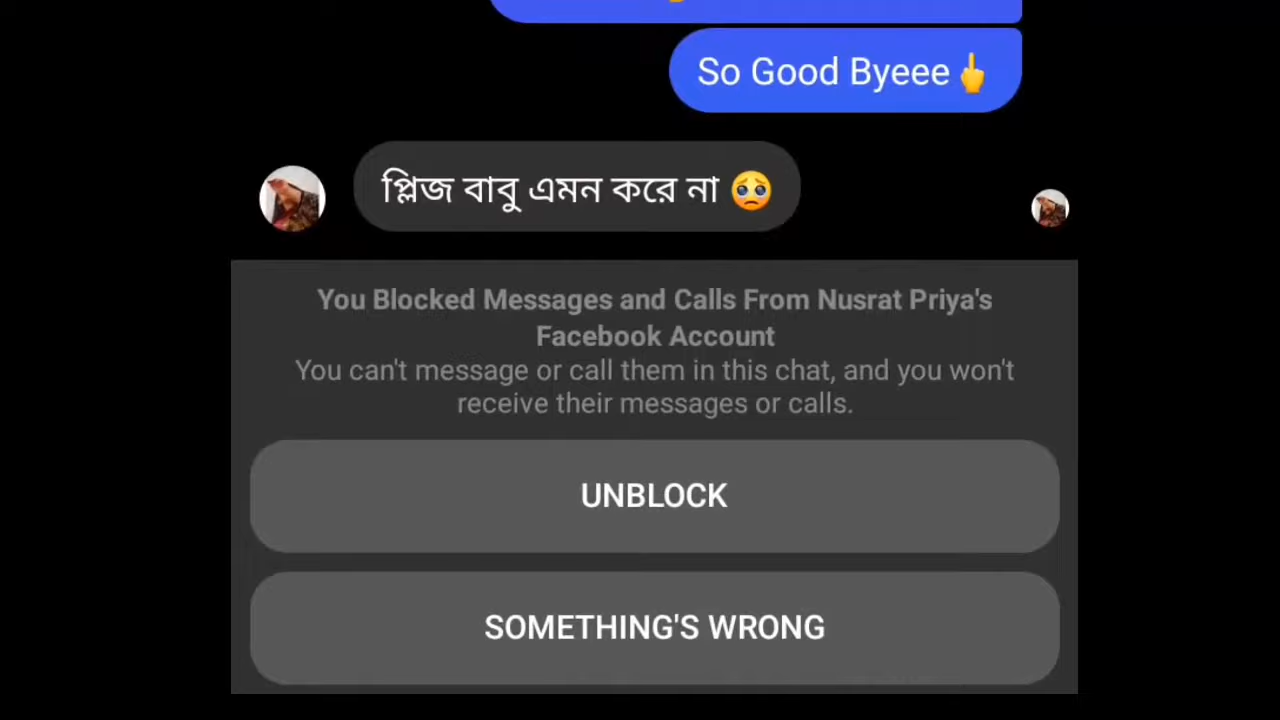 So Good Byeee🖕
প্লিজ বাবু এমন করে না 🥺
You Blocked Messages and Calls From Nusrat Priya's
Facebook Account
You can't message or call them in this chat, and you won't
receive their messages or calls.
UNBLOCK
SOMETHING'S WRONG